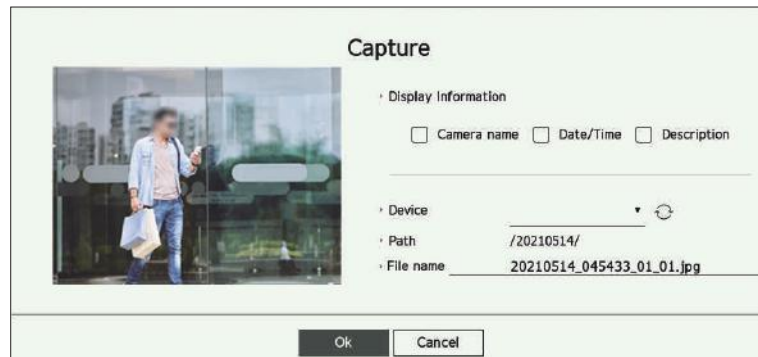 Capture
Display Information
Camera name Date/Time Description
Device
Path /20210514/
File name 20210514_045433_01_01.jpg
Ok Cancel